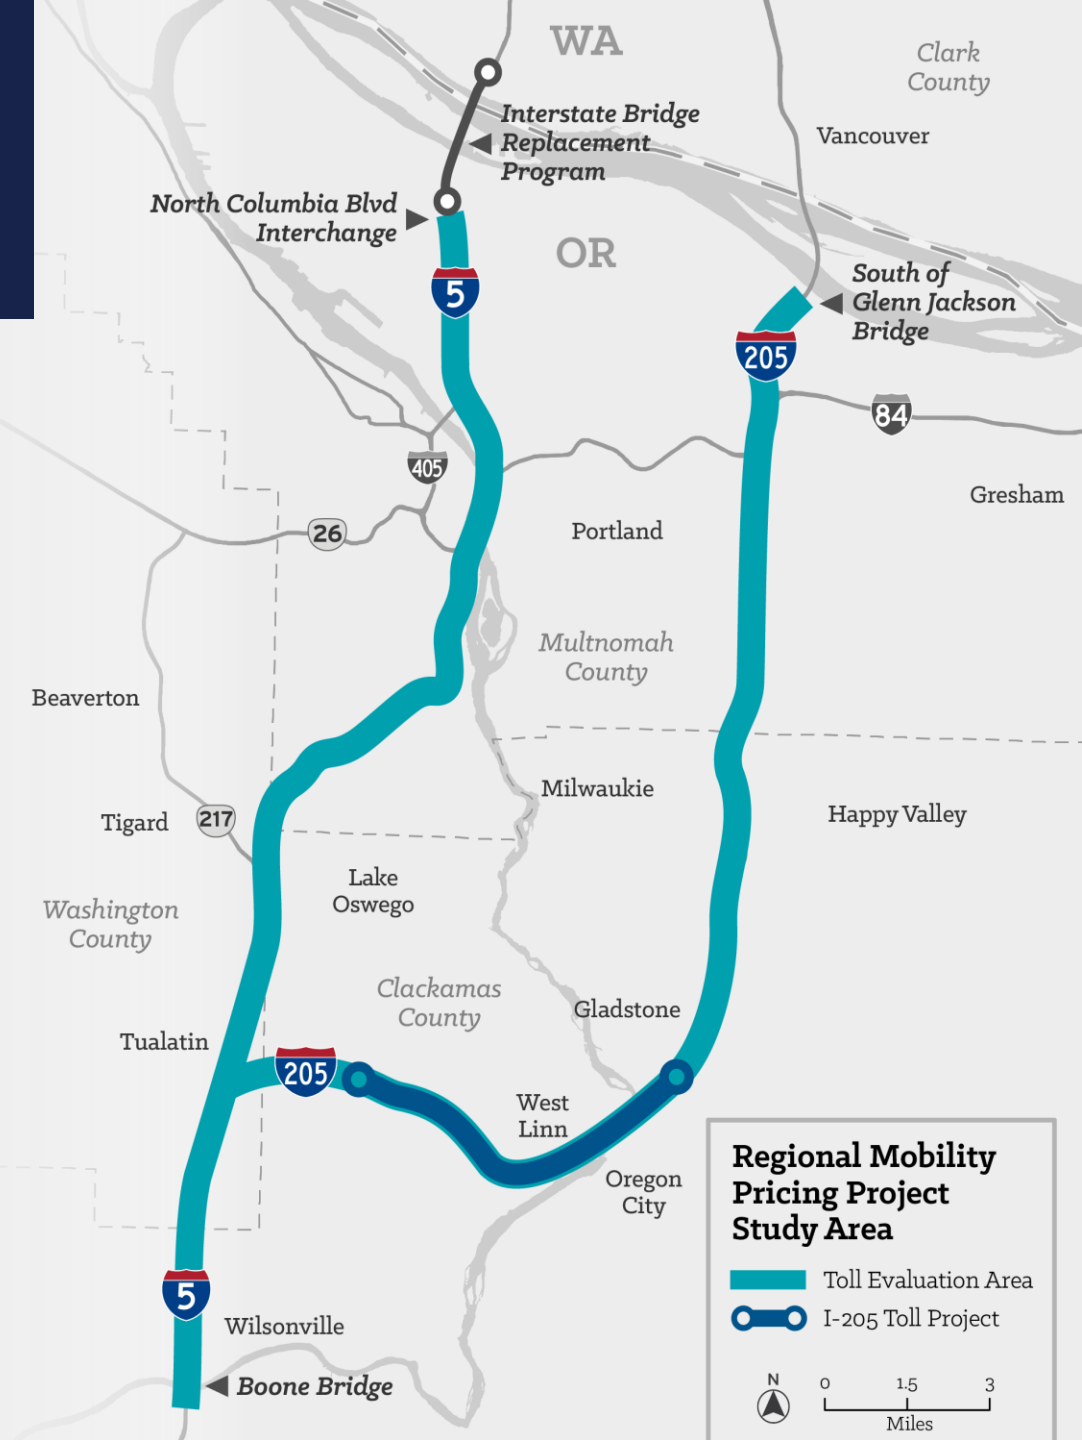 WA
Clark
County
Interstate Bridge
Replacement
Program
Vancouver
North Columbia Blvd
Interchange
OR
5
South of
Glenn Jackson
Bridge
205
84
405
Gresham
26
Portland
Multnomah
County
Beaverton
Milwaukie
Happy Valley
Tigard
217
Lake
Oswego
Washington
County
Clackamas
County
Gladstone
Tualatin
205
West
Linn
Oregon
City
5
Wilsonville
Boone Bridge
Regional Mobility
Pricing Project
Study Area
Toll Evaluation Area
I-205 Toll Project
N
0 1.5 3
Miles